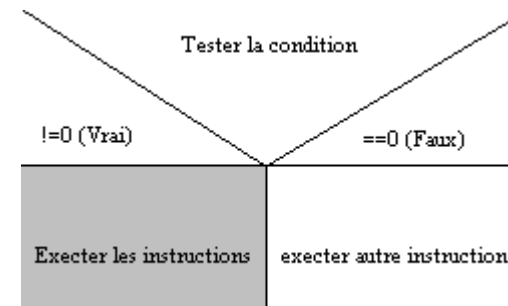 Tester la condition
!=0 (Vrai)
==0 (Faux)
Execter les instructions
execter autre instruction